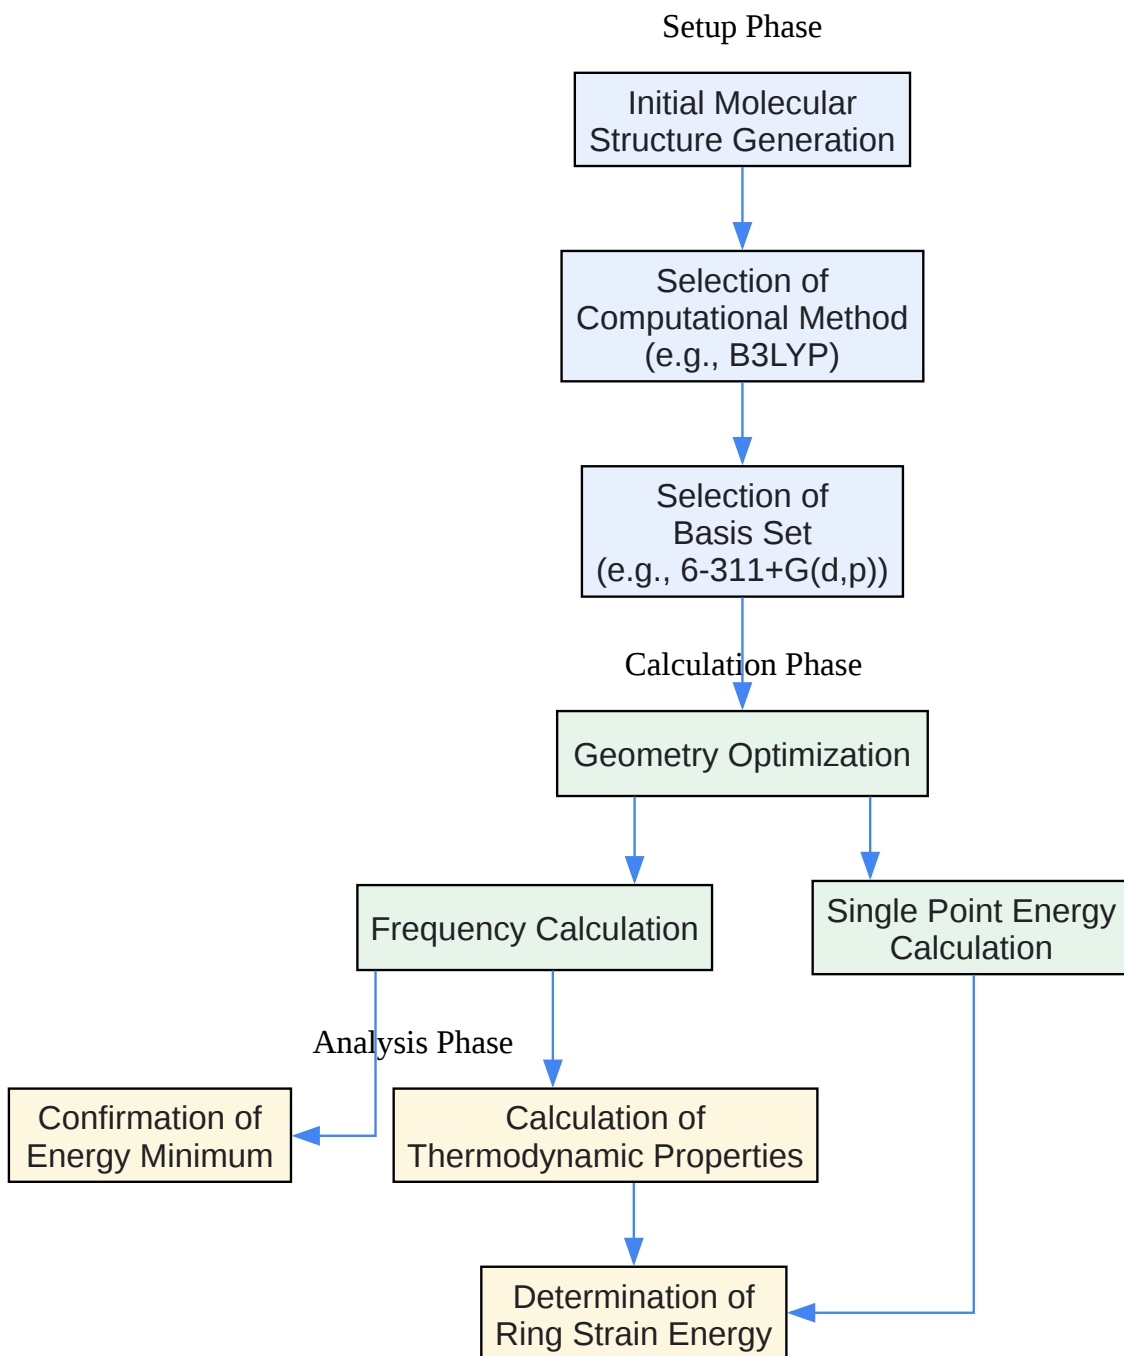 Setup Phase
Initial Molecular
Structure Generation
Selection of
Computational Method
(e.g., B3LYP)
Selection of
Basis Set
(e.g., 6-311+G(d,p))
Calculation Phase
Geometry Optimization
Frequency Calculation
Single Point Energy
Calculation
Analysis Phase
Confirmation of
Energy Minimum
Calculation of
Thermodynamic Properties
Determination of
Ring Strain Energy